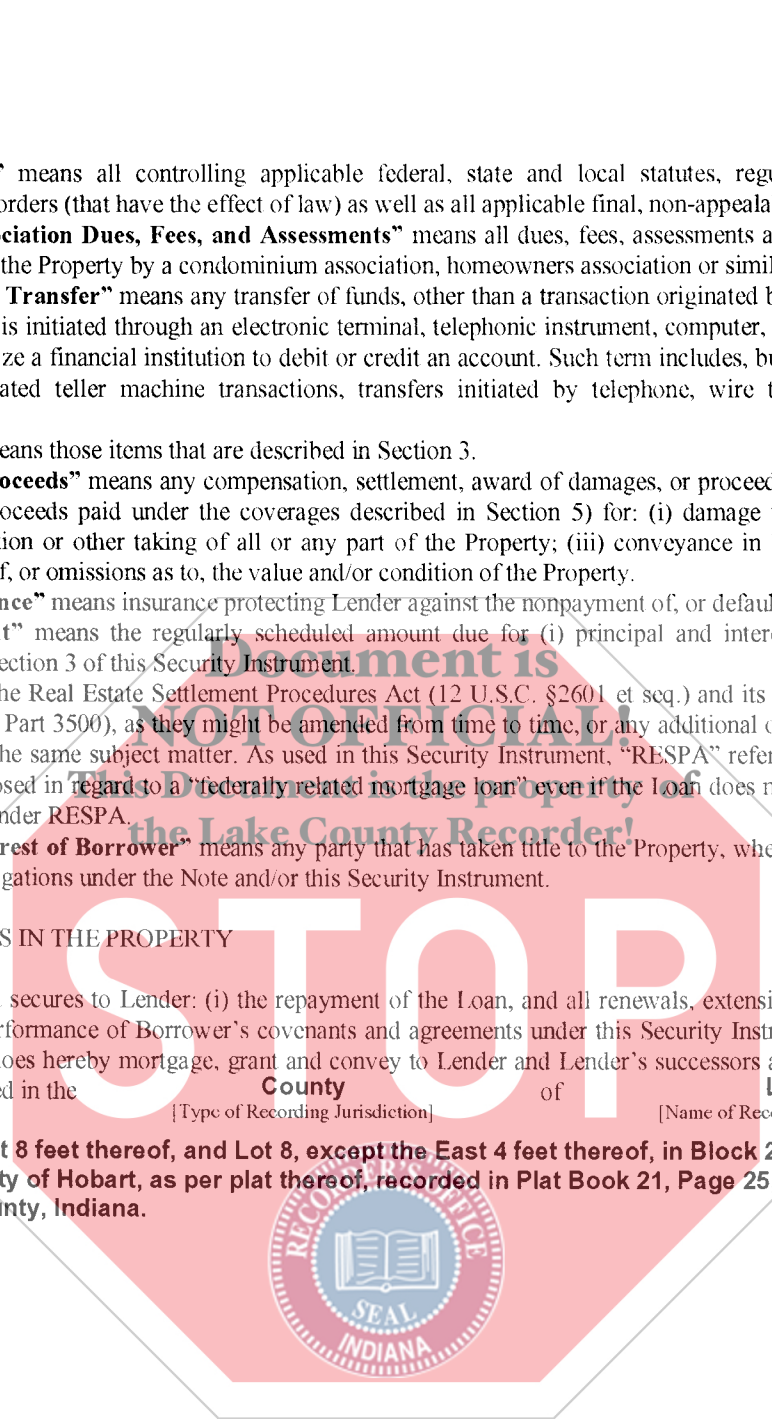 ” means all controlling applicable federal, state and local statutes, regu
orders (that have the effect of law) as well as all applicable final, non-appeala
ciation Dues, Fees, and Assessments” means all dues, fees, assessments a
the Property by a condominium association, homeowners association or simil
Transfer” means any transfer of funds, other than a transaction originated b
is initiated through an electronic terminal, telephonic instrument, computer,
ze a financial institution to debit or credit an account. Such term includes, bu
ated teller machine transactions, transfers initiated by telephone, wire t
eans those items that are described in Section 3.
oceeds” means any compensation, settlement, award of damages, or proceed
oceeds paid under the coverages described in Section 5) for: (i) damage
ion or other taking of all or any part of the Property; (iii) conveyance in
f, or omissions as to, the value and/or condition of the Property.
nce” means insurance protecting Lender against the nonpayment of, or defaul
t” means the regularly scheduled amount due for (i) principal and intere
ection 3 of this Security Instrument.
Document is
he Real Estate Settlement Procedures Act (12 U.S.C. §2601 et seq.) and its
Part 3500), as they might be amended from time to time, or any additional o
NOT OFFICIAL!
he same subject matter. As used in this Security Instrument, “RESPA” refer
osed in regard to a “federally related mortgage loan” even if the Loan does n
This Document is the property of
nder RESPA.
the Lake County Recorder!
rest of Borrower” means any party that has taken title to the Property, whe
gations under the Note and/or this Security Instrument.
S IN THE PROPERTY
STOP
secures to Lender: (i) the repayment of the Loan, and all renewals, extensi
rformance of Borrower’s covenants and agreements under this Security Instr
oes hereby mortgage, grant and convey to Lender and Lender’s successors a
ed in the County of L
[Type of Recording Jurisdiction] [Name of Reco
t 8 feet thereof, and Lot 8, except the East 4 feet thereof, in Block 2
ty of Hobart, as per plat thereof, recorded in Plat Book 21, Page 25
nty, Indiana.
RECORDER'S OFFICE
SEAL
INDIANA